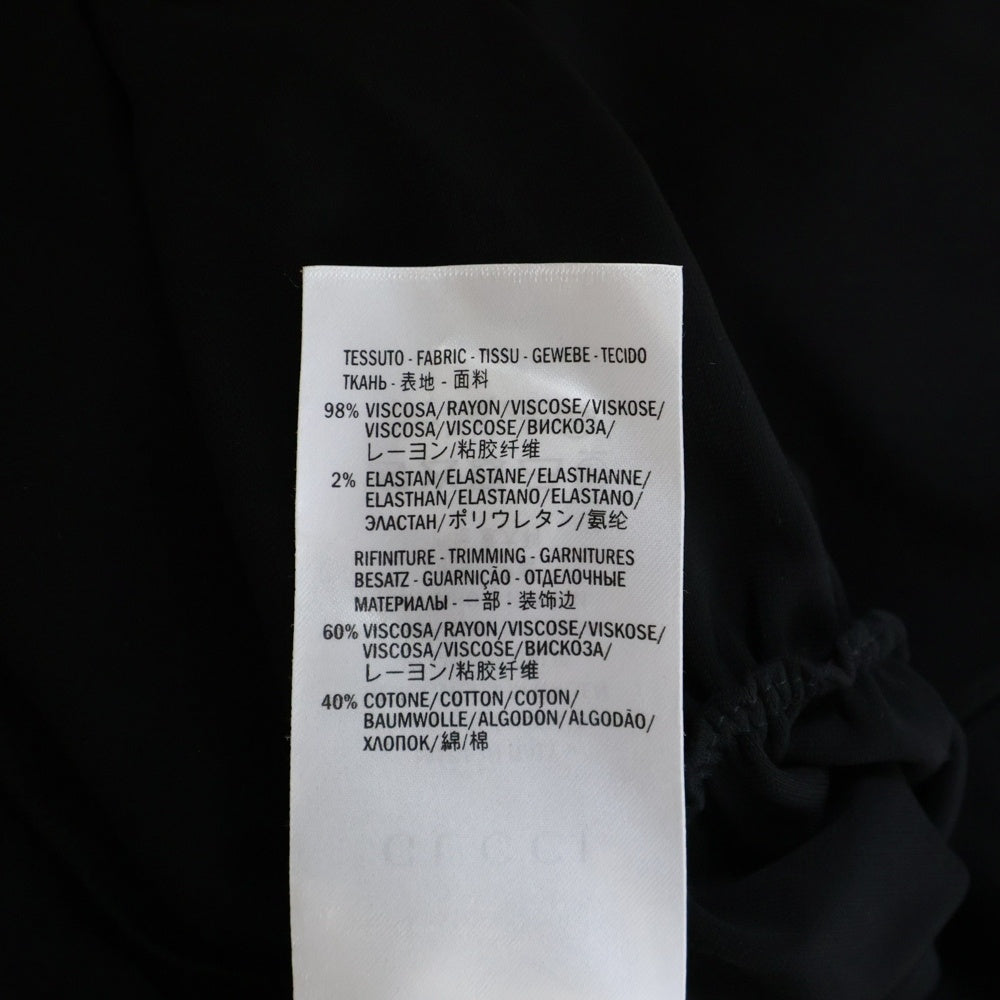 TESSUTO - FABRIC - TISSU - GEWEBE - TECIDO
ТКАНЬ - 表地 - 面料
98% VISCOSA/RAYON/VISCOSE/VISKOSE/
VISCOSA/VISCOSE/ВИСКОЗА/
レーヨン/粘胶纤维
2% ELASTAN/ELASTANE/ELASTHANNE/
ELASTHAN/ELASTANO/ELASTANO/
ЭЛАСТАН/ポリウレタン/氨纶
RIFINITURE - TRIMMING - GARNITURES
BESATZ - GUARNIÇÃO - ОТДЕЛОЧНЫЕ
МАТЕРИАЛЫ - 一部 - 装饰边
60% VISCOSA/RAYON/VISCOSE/VISKOSE/
VISCOSA/VISCOSE/ВИСКОЗА/
レーヨン/粘胶纤维
40% COTONE/COTTON/COTON/
BAUMWOLLE/ALGODÓN/ALGODÃO/
ХЛОПОК/綿/棉